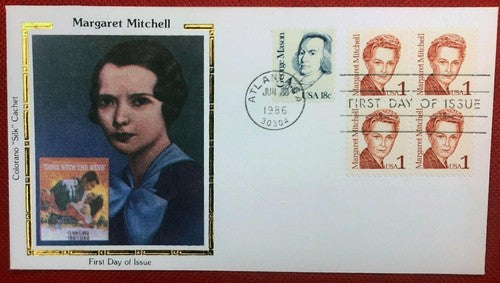 Margaret Mitchell
Colorano "Silk" Cachet
GONE WITH THE WIND
First Day of Issue
George Mason
USA 18c
ATLANTA, GA
JUN 30
1986
30304
FIRST DAY OF ISSUE
Margaret Mitchell
USA 1
Margaret Mitchell
USA 1
Margaret Mitchell
USA 1
Margaret Mitchell
USA 1